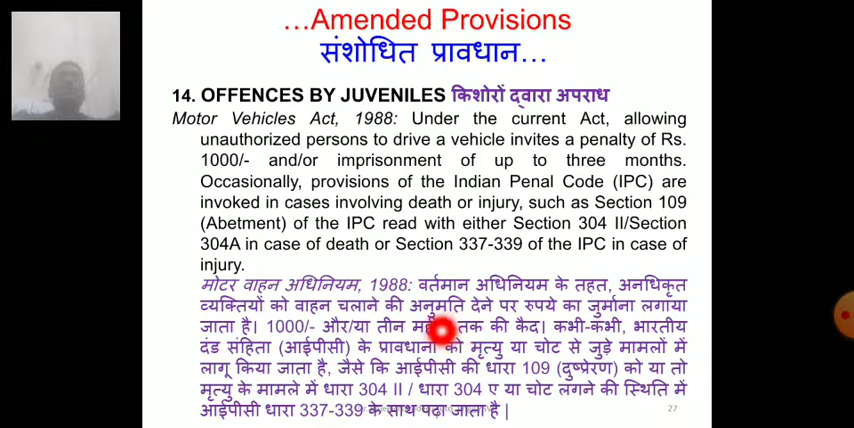 ...Amended Provisions
संशोधित प्रावधान...
14. OFFENCES BY JUVENILES किशोरों द्वारा अपराध
Motor Vehicles Act, 1988: Under the current Act, allowing
unauthorized persons to drive a vehicle invites a penalty of Rs.
1000/- and/or imprisonment of up to three months.
Occasionally, provisions of the Indian Penal Code (IPC) are
invoked in cases involving death or injury, such as Section 109
(Abetment) of the IPC read with either Section 304 II/Section
304A in case of death or Section 337-339 of the IPC in case of
injury.
मोटर वाहन अधिनियम, 1988: वर्तमान अधिनियम के तहत, अनधिकृत
व्यक्तियों को वाहन चलाने की अनुमति देने पर रुपये का जुर्माना लगाया
जाता है। 1000/- और/या तीन तक की कैद। कभी-कभी, भारतीय
दंड संहिता (आईपीसी) के प्रावधानों को मृत्यु या चोट से जुड़े मामलों में
लागू किया जाता है, जैसे कि आईपीसी की धारा 109 (दुष्प्रेरण) को या तो
मृत्यु के मामले में धारा 304 II / धारा 304 ए या चोट लगने की स्थिति में
आईपीसी धारा 337-339 के साथ पढ़ा जाता है |
27